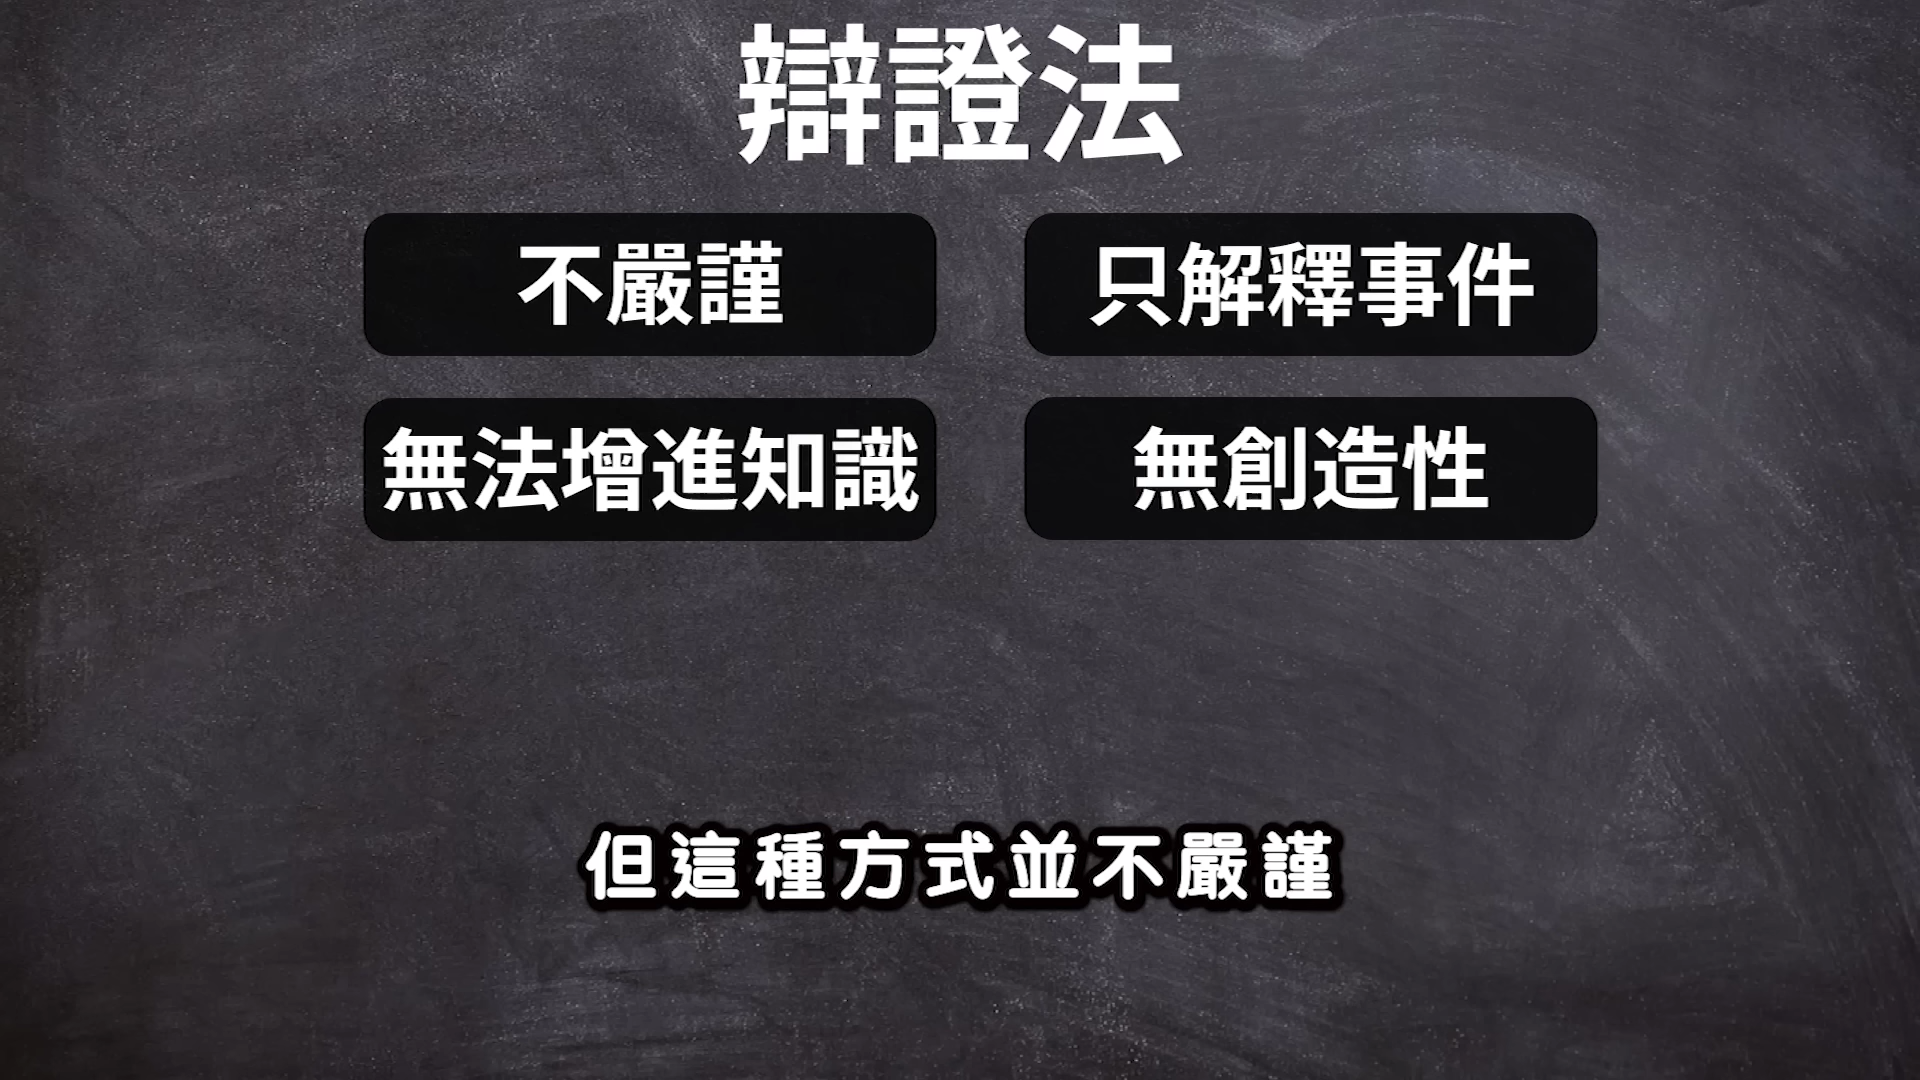 辯證法
不嚴謹
只解釋事件
無法增進知識
無創造性
但這種方式並不嚴謹